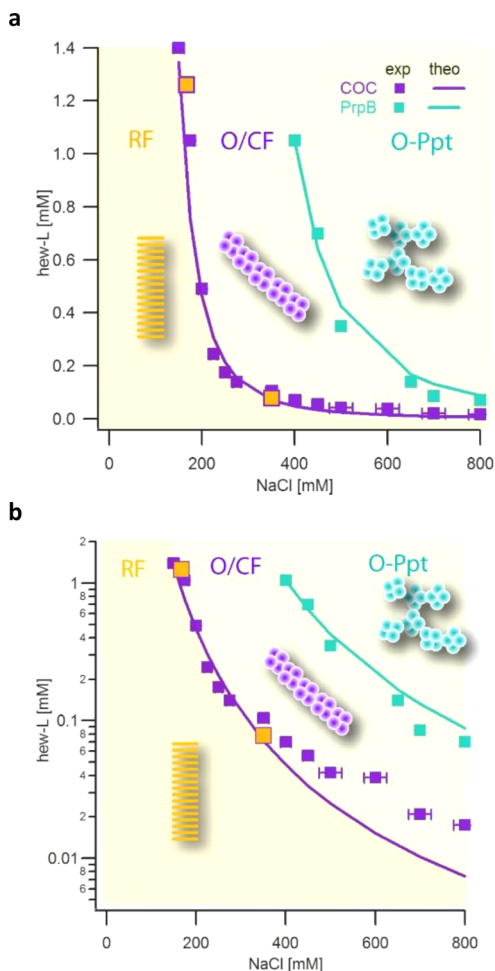 a
1.4
1.2
1.0
0.8
0.6
0.4
0.2
0.0
hew-L [mM]
exp theo
COC
PrpB
RF O/CF O-Ppt
0 200 400 600 800
NaCl [mM]
b
2
1
8
6
4
2
0.1
8
6
4
2
0.01
8
6
hew-L [mM]
RF O/CF O-Ppt
0 200 400 600 800
NaCl [mM]